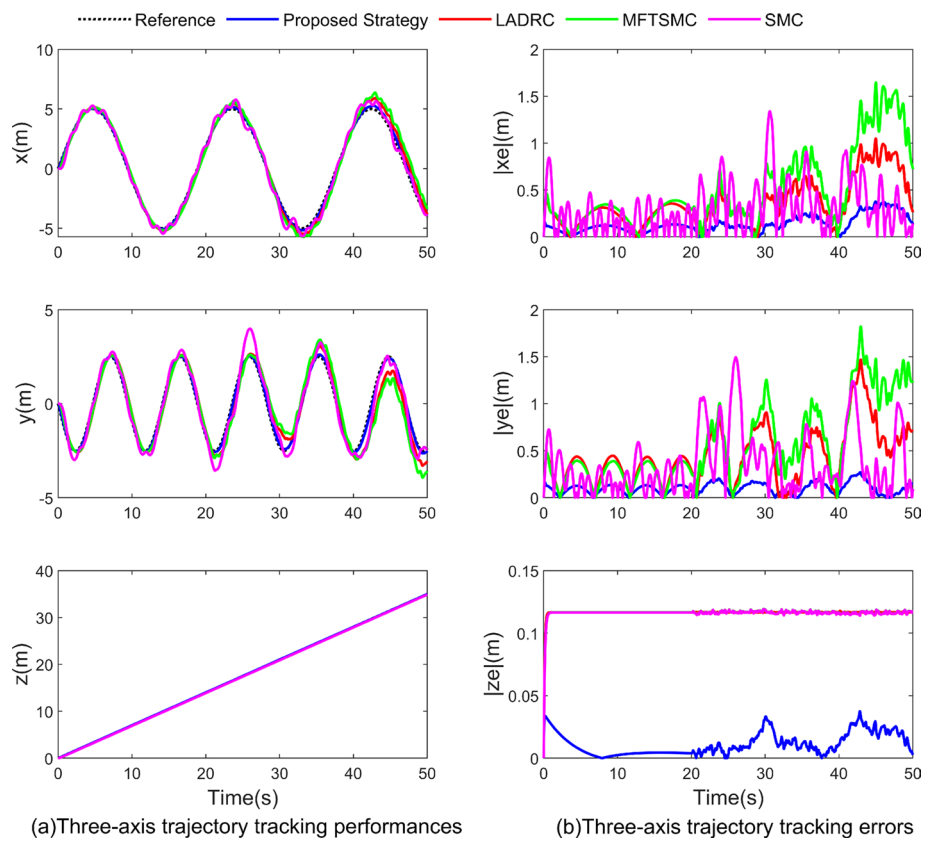 Reference Proposed Strategy LADRC MFTSMC SMC
10
5
0
-5
x(m)
0 10 20 30 40 50
5
0
-5
y(m)
0 10 20 30 40 50
40
30
20
10
0
z(m)
0 10 20 30 40 50
Time(s)
(a)Three-axis trajectory tracking performances
2
1.5
1
0.5
0
|xe|(m)
0 10 20 30 40 50
2
1.5
1
0.5
0
|ye|(m)
0 10 20 30 40 50
0.15
0.1
0.05
0
|ze|(m)
0 10 20 30 40 50
Time(s)
(b)Three-axis trajectory tracking errors